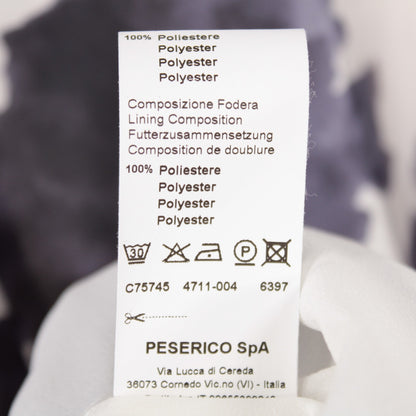 100% Poliestere
Polyester
Polyester
Polyester
Composizione Fodera
Lining Composition
Futterzusammensetzung
Composition de doublure
100% Poliestere
Polyester
Polyester
Polyester
30 P
C75745 4711-004 6397
PESERICO SpA
Via Lucca di Cereda
36073 Cornedo Vic.no (VI) - Italia